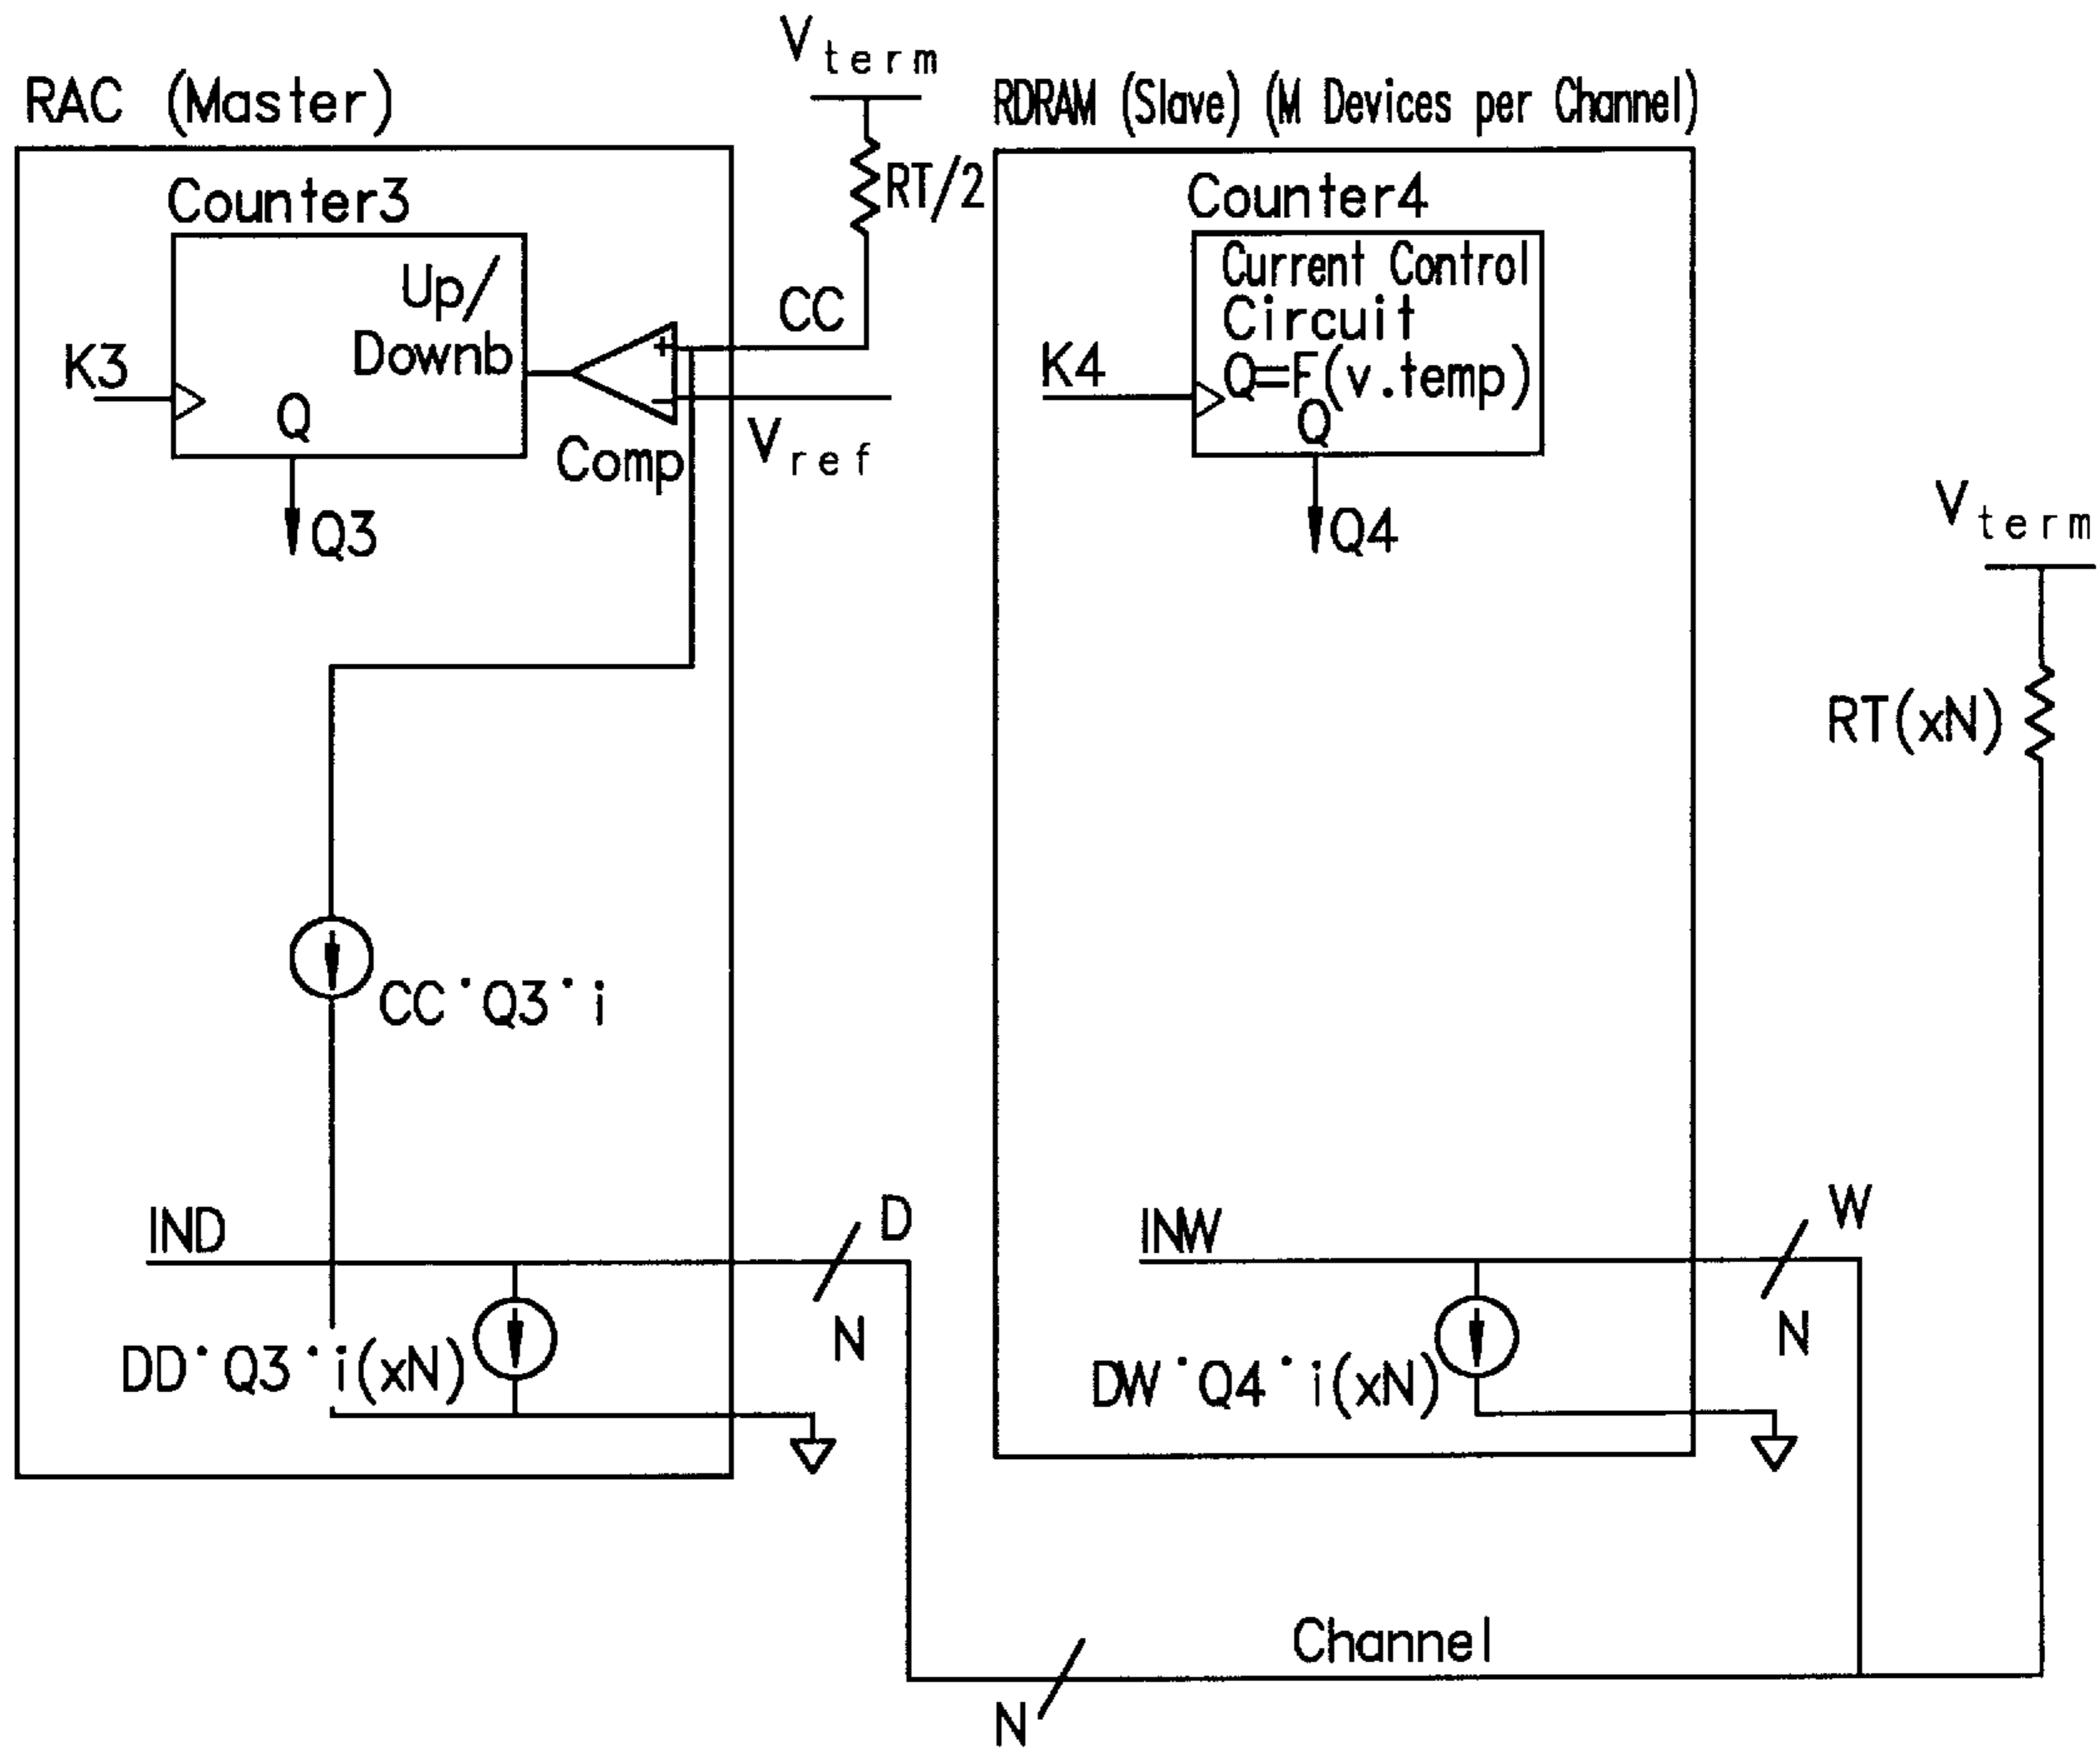 V term
RAC (Master)
RDRAM (Slave) (M Devices per Channel)
RT/2
Counter3
Counter4
Up/
Downb
CC
Current Control
Circuit
Q=F(v.temp)
K3
K4
+
-
Q
Q
Comp
V ref
Q3
Q4
V term
RT(xN)
CC·Q3·i
IND
D
INW
W
N
N
DD·Q3·i(xN)
DW·Q4·i(xN)
Channel
N